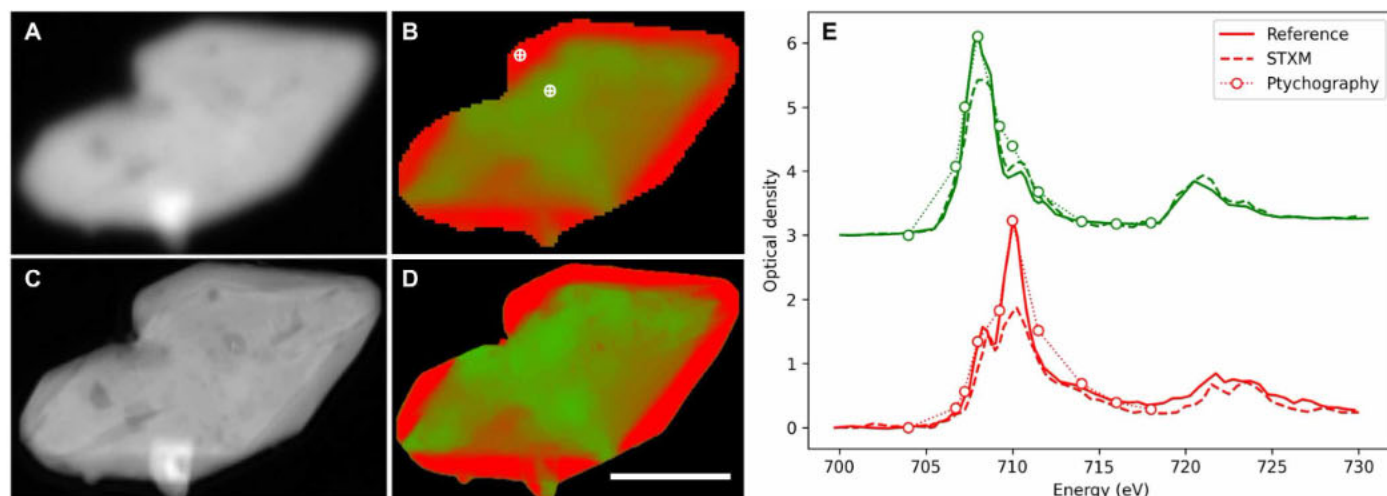 A
B
C
D
E
Reference
STXM
Ptychography
6
5
4
3
2
1
0
Optical density
700 705 710 715 720 725 730
Energy (eV)